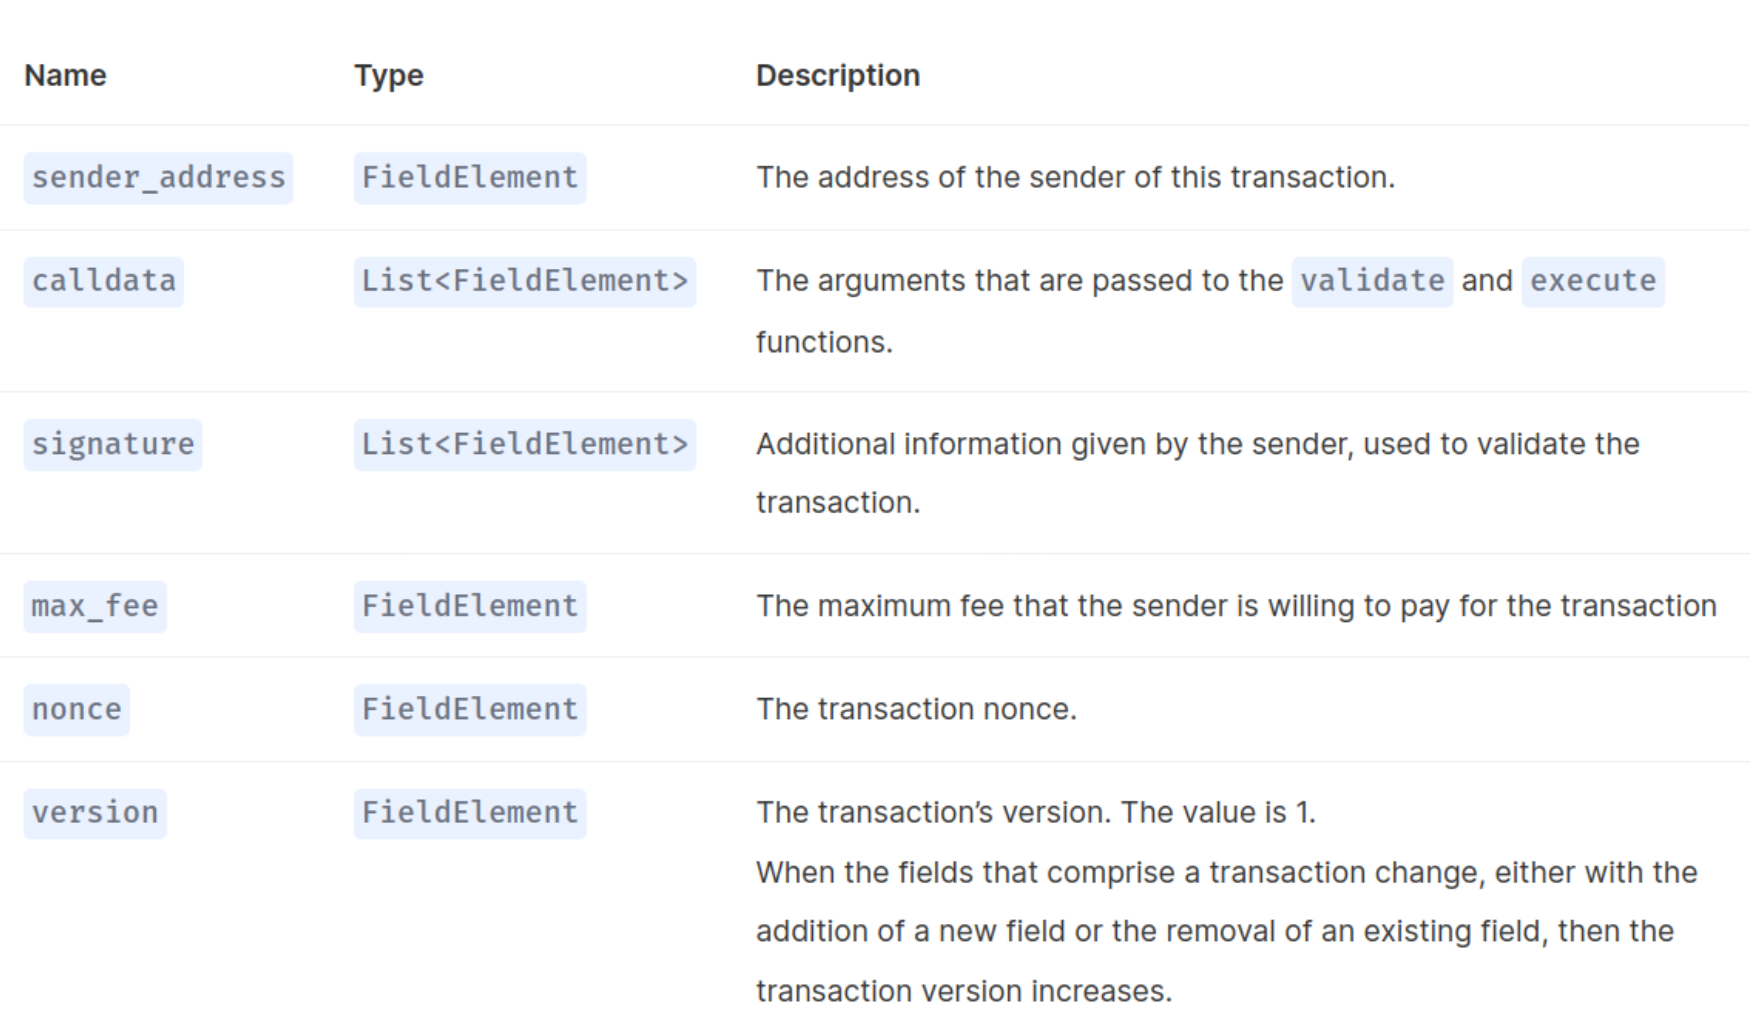 Name Type Description
sender_address FieldElement The address of the sender of this transaction.
calldata List<FieldElement> The arguments that are passed to the validate and execute
functions.
signature List<FieldElement> Additional information given by the sender, used to validate the
transaction.
max_fee FieldElement The maximum fee that the sender is willing to pay for the transaction
nonce FieldElement The transaction nonce.
version FieldElement The transaction’s version. The value is 1.
When the fields that comprise a transaction change, either with the
addition of a new field or the removal of an existing field, then the
transaction version increases.